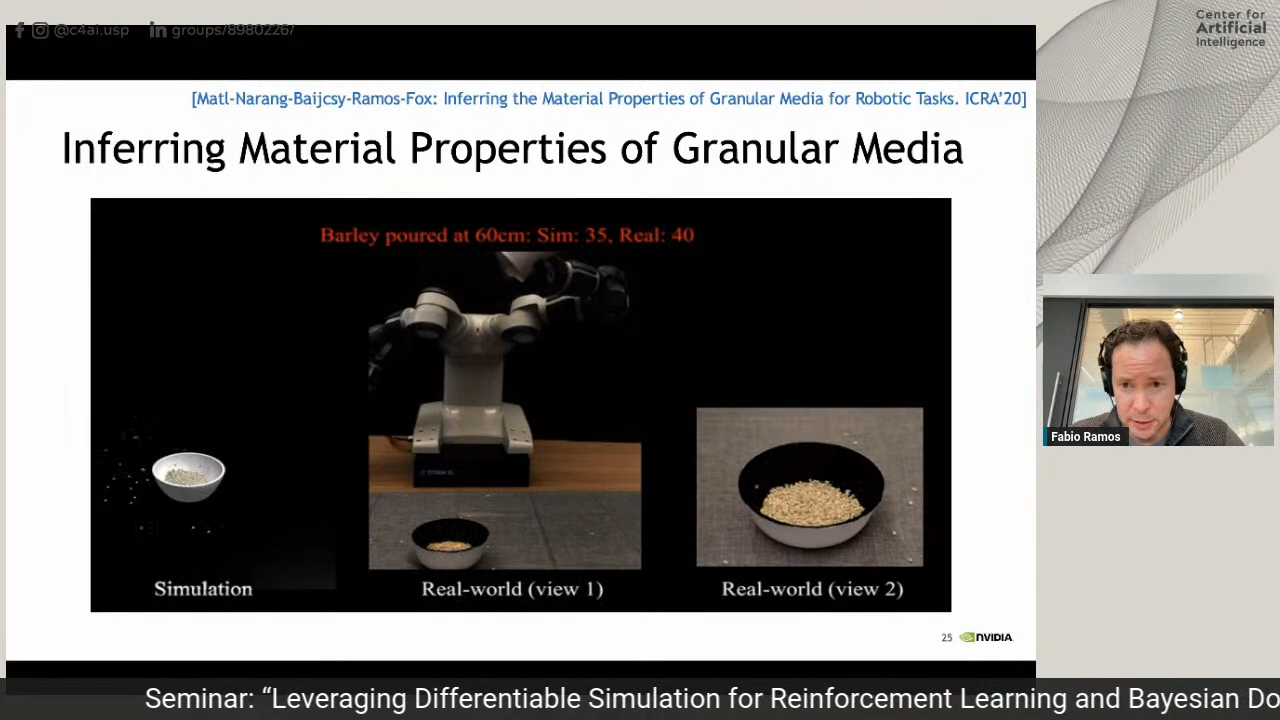 @c4ai.usp
groups/8980226/
Center for
Artificial
Intelligence
[Matl-Narang-Baijcsy-Ramos-Fox: Inferring the Material Properties of Granular Media for Robotic Tasks. ICRA'20]
Inferring Material Properties of Granular Media
Barley poured at 60cm: Sim: 35, Real: 40
TITAN
Simulation
Real-world (view 1)
Real-world (view 2)
25
NVIDIA
Fabio Ramos
Seminar: “Leveraging Differentiable Simulation for Reinforcement Learning and Bayesian Do